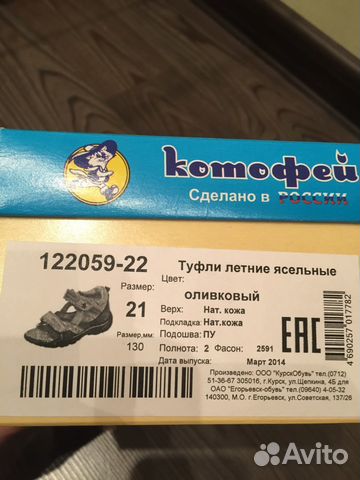 котофей
Сделано в РОССИИ
122059-22
Туфли летние ясельные
Цвет:
оливковый
Размер:
21
Размер,мм:
130
Верх: Нат. кожа
Подкладка: Нат.кожа
Подошва: ПУ
Полнота: 2 Фасон: 2591
Дата выпуска: Март 2014
EAC
4690257017782
Произведено: ООО "КурскОбувь" тел.(0712)
51-36-67 305016, г.Курск, ул.Щепкина, 4Б для
ОАО "Егорьевск-обувь" тел.(09640) 4-05-32
140300, М.О. г.Егорьевск, ул.Советская, 137/26
Avito